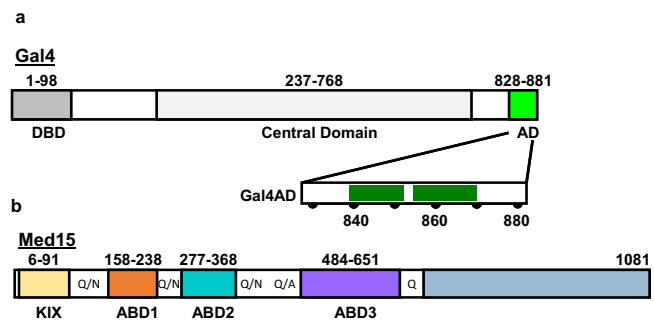 a
Gal4
1-98 237-768 828-881
DBD Central Domain AD
Gal4AD
840 860 880
b
Med15
6-91 158-238 277-368 484-651 1081
Q/N Q/N Q/N Q/A Q
KIX ABD1 ABD2 ABD3